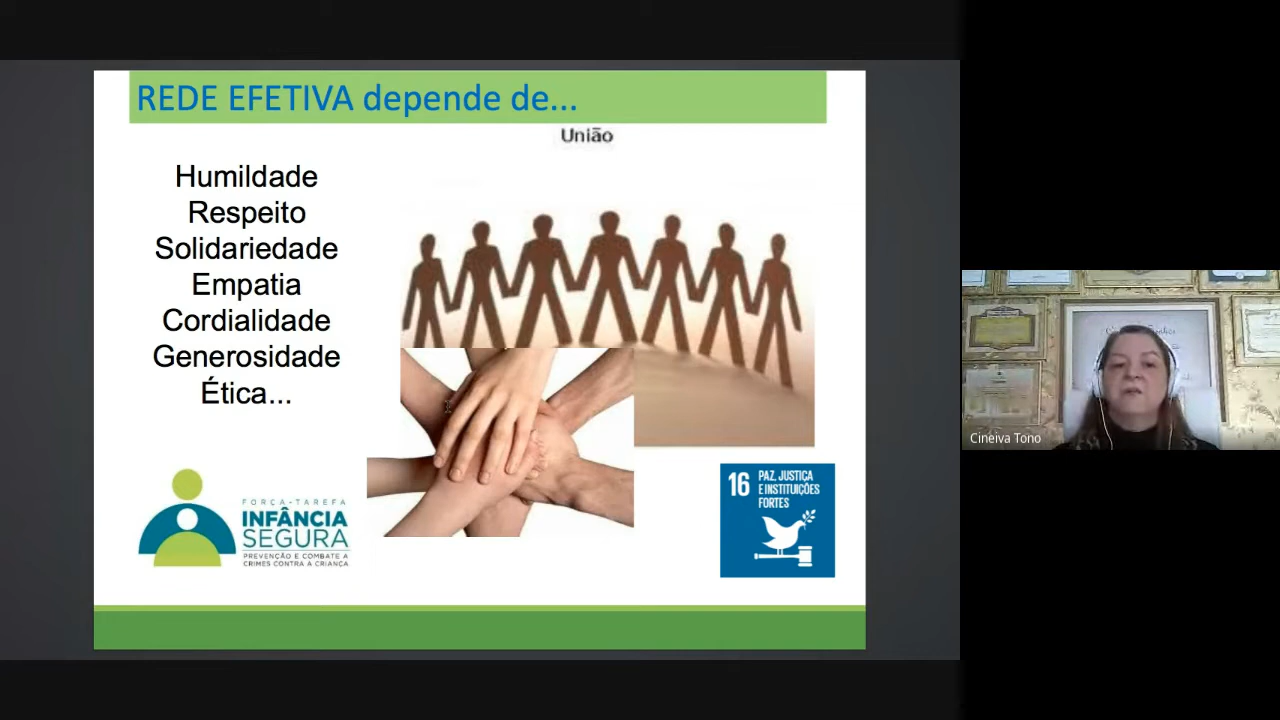 REDE EFETIVA depende de...
União
Humildade
Respeito
Solidariedade
Empatia
Cordialidade
Generosidade
Ética...
FORÇA-TAREFA
INFÂNCIA
SEGURA
PREVENÇÃO E COMBATE A
CRIMES CONTRA A CRIANÇA
16 PAZ, JUSTIÇA
E INSTITUIÇÕES
FORTES
Cineiva Tono